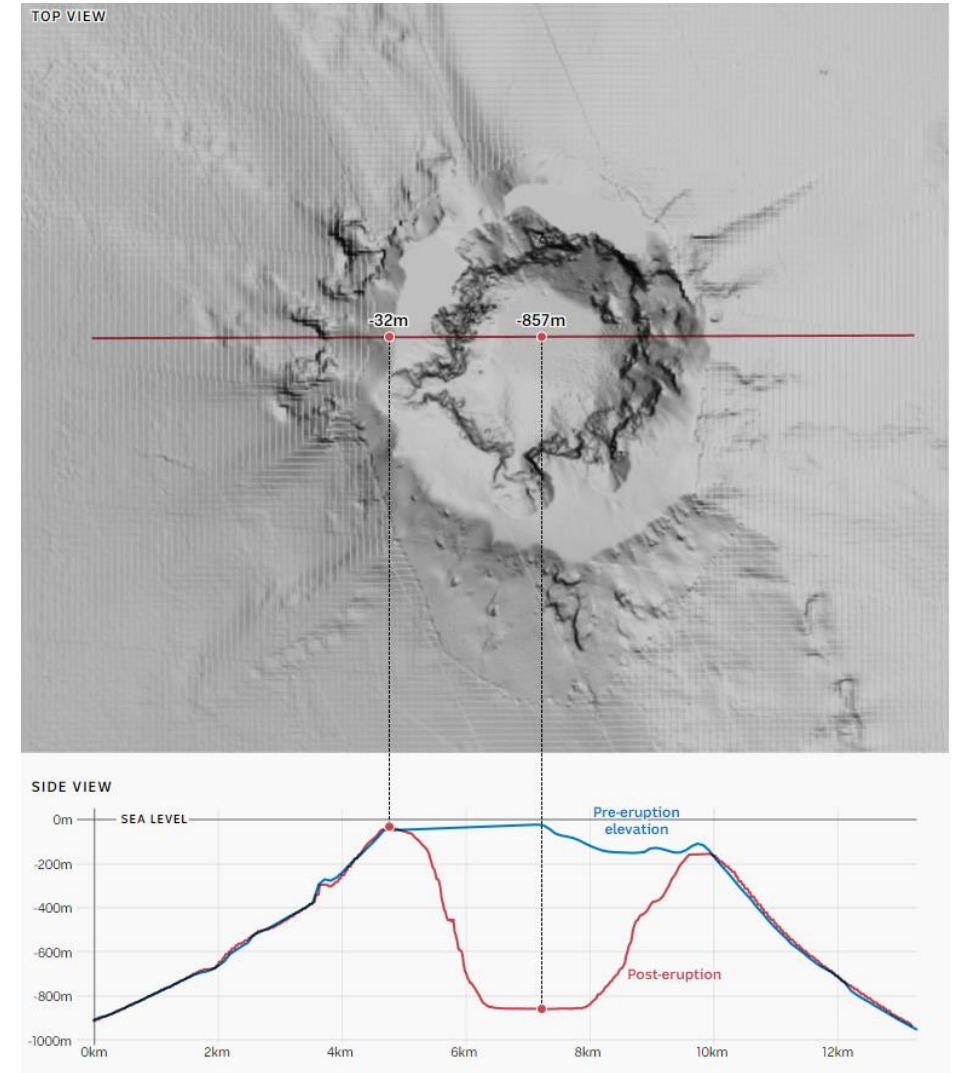 TOP VIEW
-32m
-857m
SIDE VIEW
0m
SEA LEVEL
Pre-eruption
elevation
-200m
-400m
-600m
Post-eruption
-800m
-1000m
0km
2km
4km
6km
8km
10km
12km